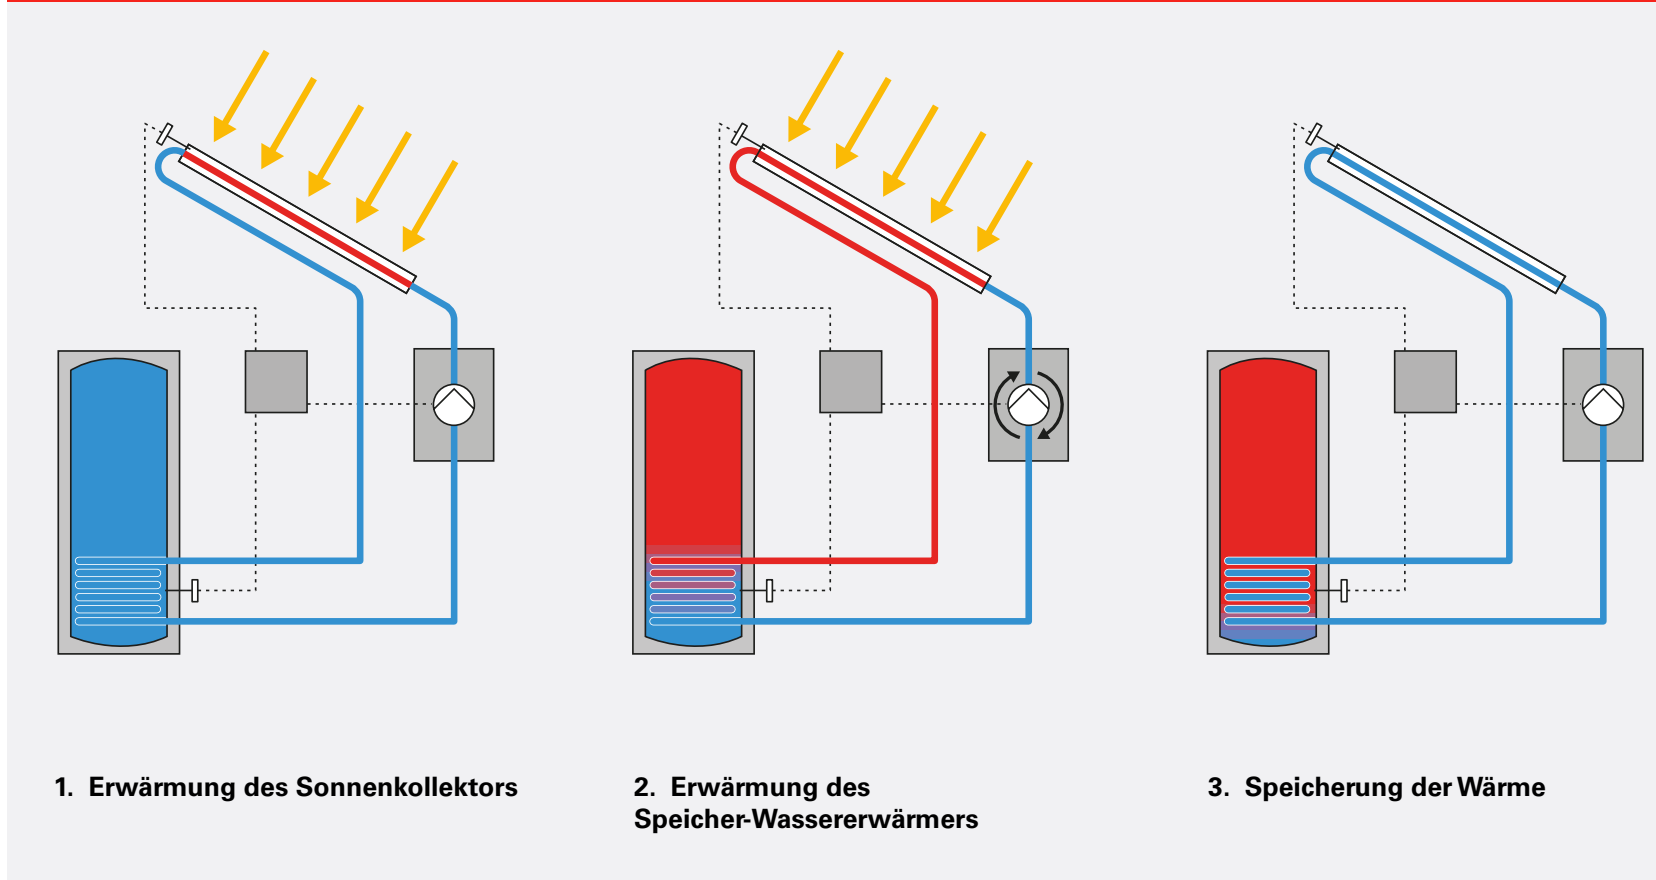 1. Erwärmung des Sonnenkollektors
2. Erwärmung des
Speicher-Wassererwärmers
3. Speicherung der Wärme